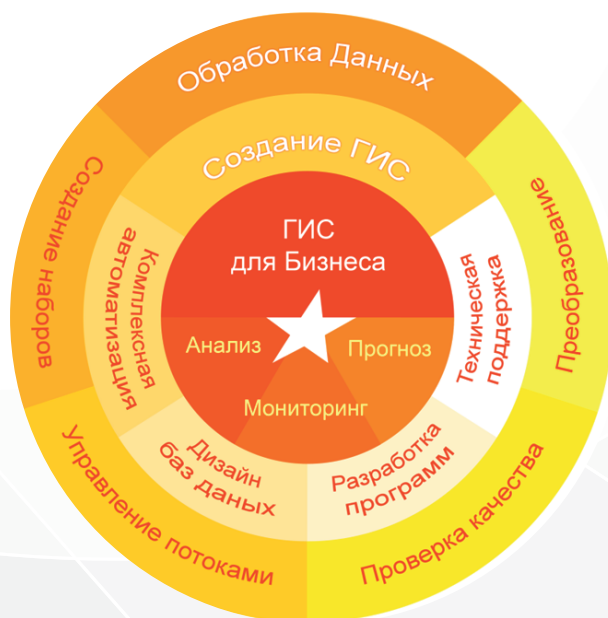 Обработка Данных
Создание ГИС
ГИС
для Бизнеса
Анализ
Прогноз
Мониторинг
Создание наборов
Комплексная
автоматизация
Техническая
поддержка
Преобразование
Дизайн
баз даных
Разработка
программ
Управление потоками
Проверка качества